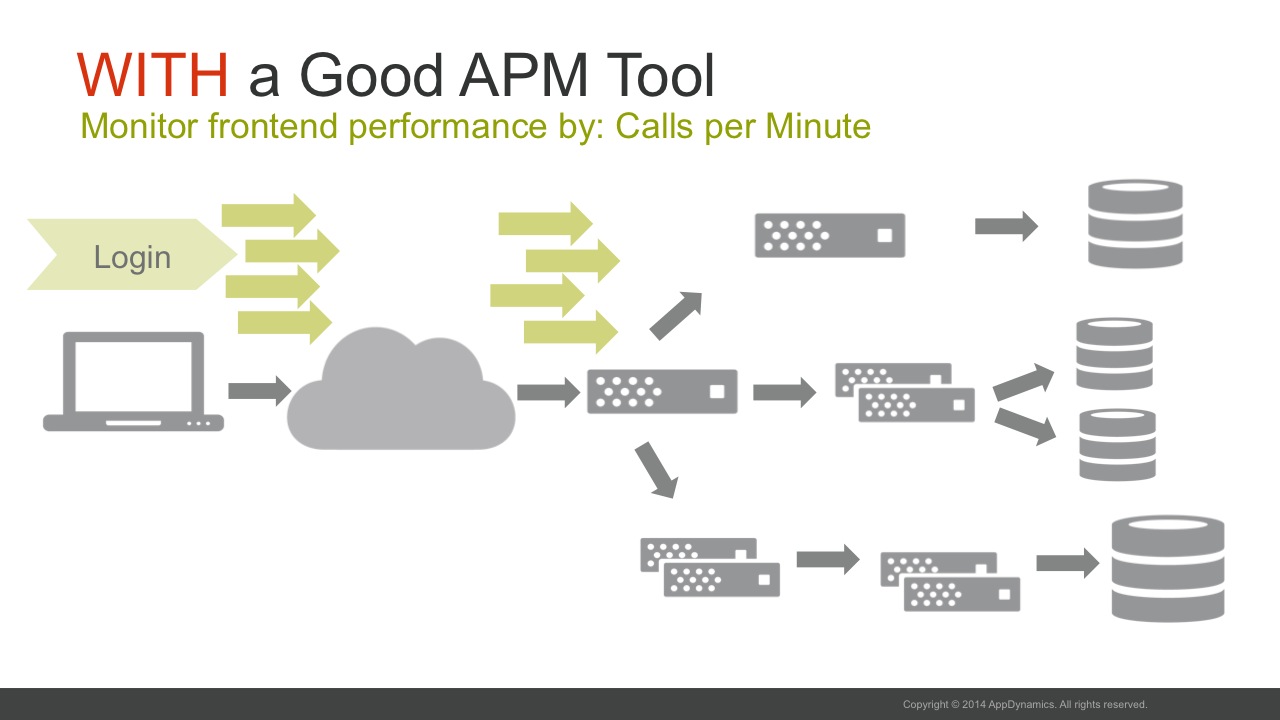 WITH a Good APM Tool
Monitor frontend performance by: Calls per Minute
Login
Copyright © 2014 AppDynamics. All rights reserved.